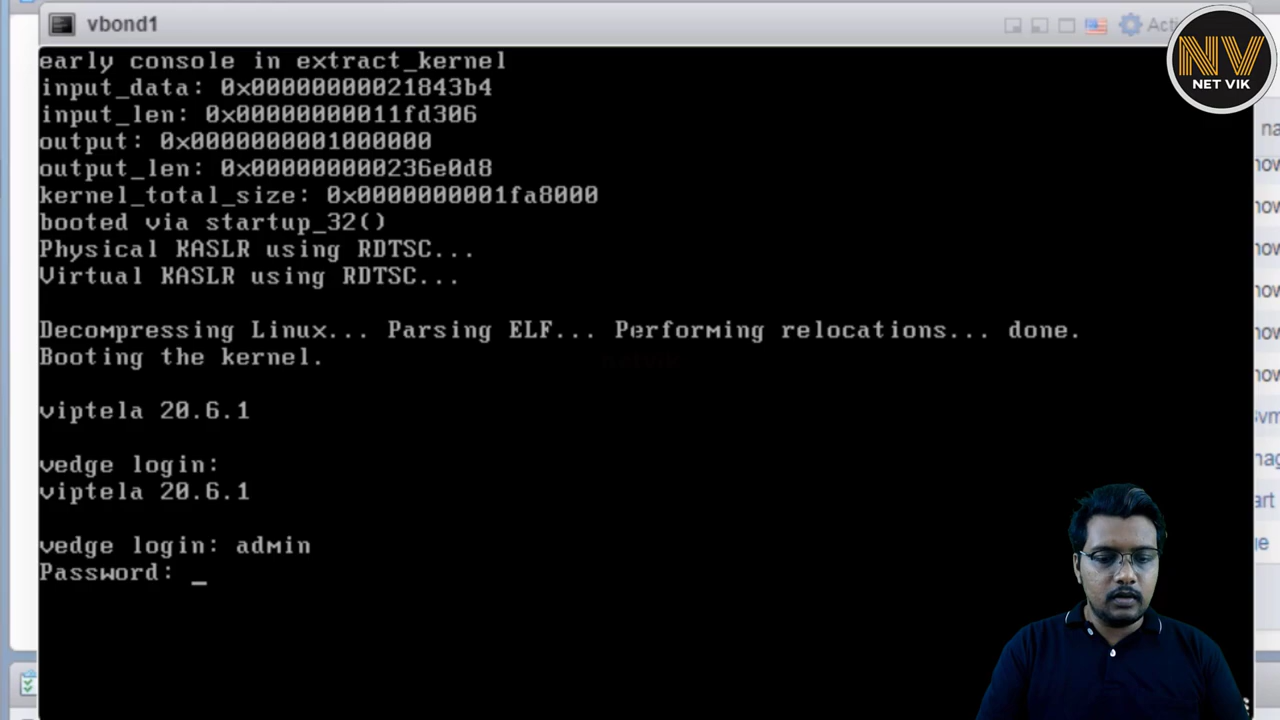 vbond1
Acti
NV
NET VIK
early console in extract_kernel
input_data: 0x00000000021843b4
input_len: 0x00000000011fd306
output: 0x0000000001000000
output_len: 0x000000000236e0d8
kernel_total_size: 0x0000000001fa8000
booted via startup_32()
Physical KASLR using RDTSC...
Virtual KASLR using RDTSC...
Decompressing Linux... Parsing ELF... Performing relocations... done.
Booting the kernel.
viptela 20.6.1
vedge login:
viptela 20.6.1
vedge login: admin
Password: _